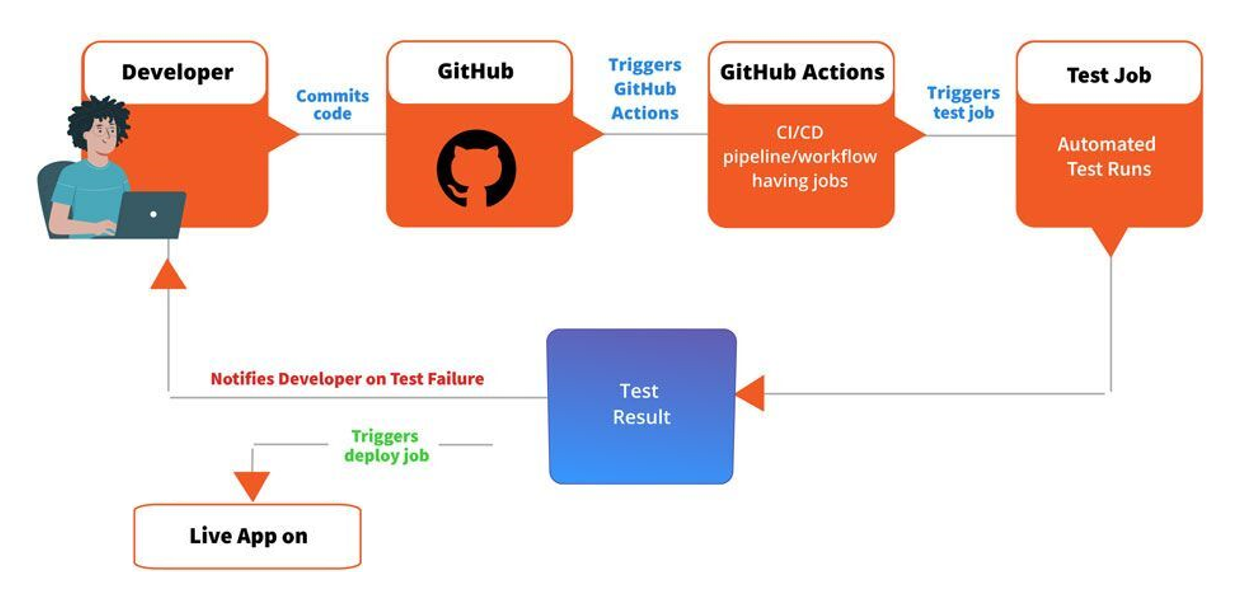 Developer
Commits
code
GitHub
Triggers
GitHub
Actions
GitHub Actions
CI/CD
pipeline/workflow
having jobs
Triggers
test job
Test Job
Automated
Test Runs
Test
Result
Notifies Developer on Test Failure
Triggers
deploy job
Live App on